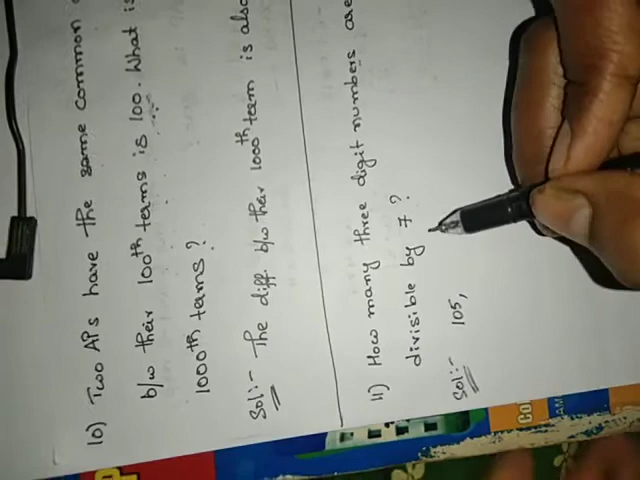 10) Two APs have the same common
b/w their 100th terms is 100. What is
1000th terms?
Sol:- The diff b/w their 1000th term is also
11) How many three digit numbers are
divisible by 7?
Sol:- 105,